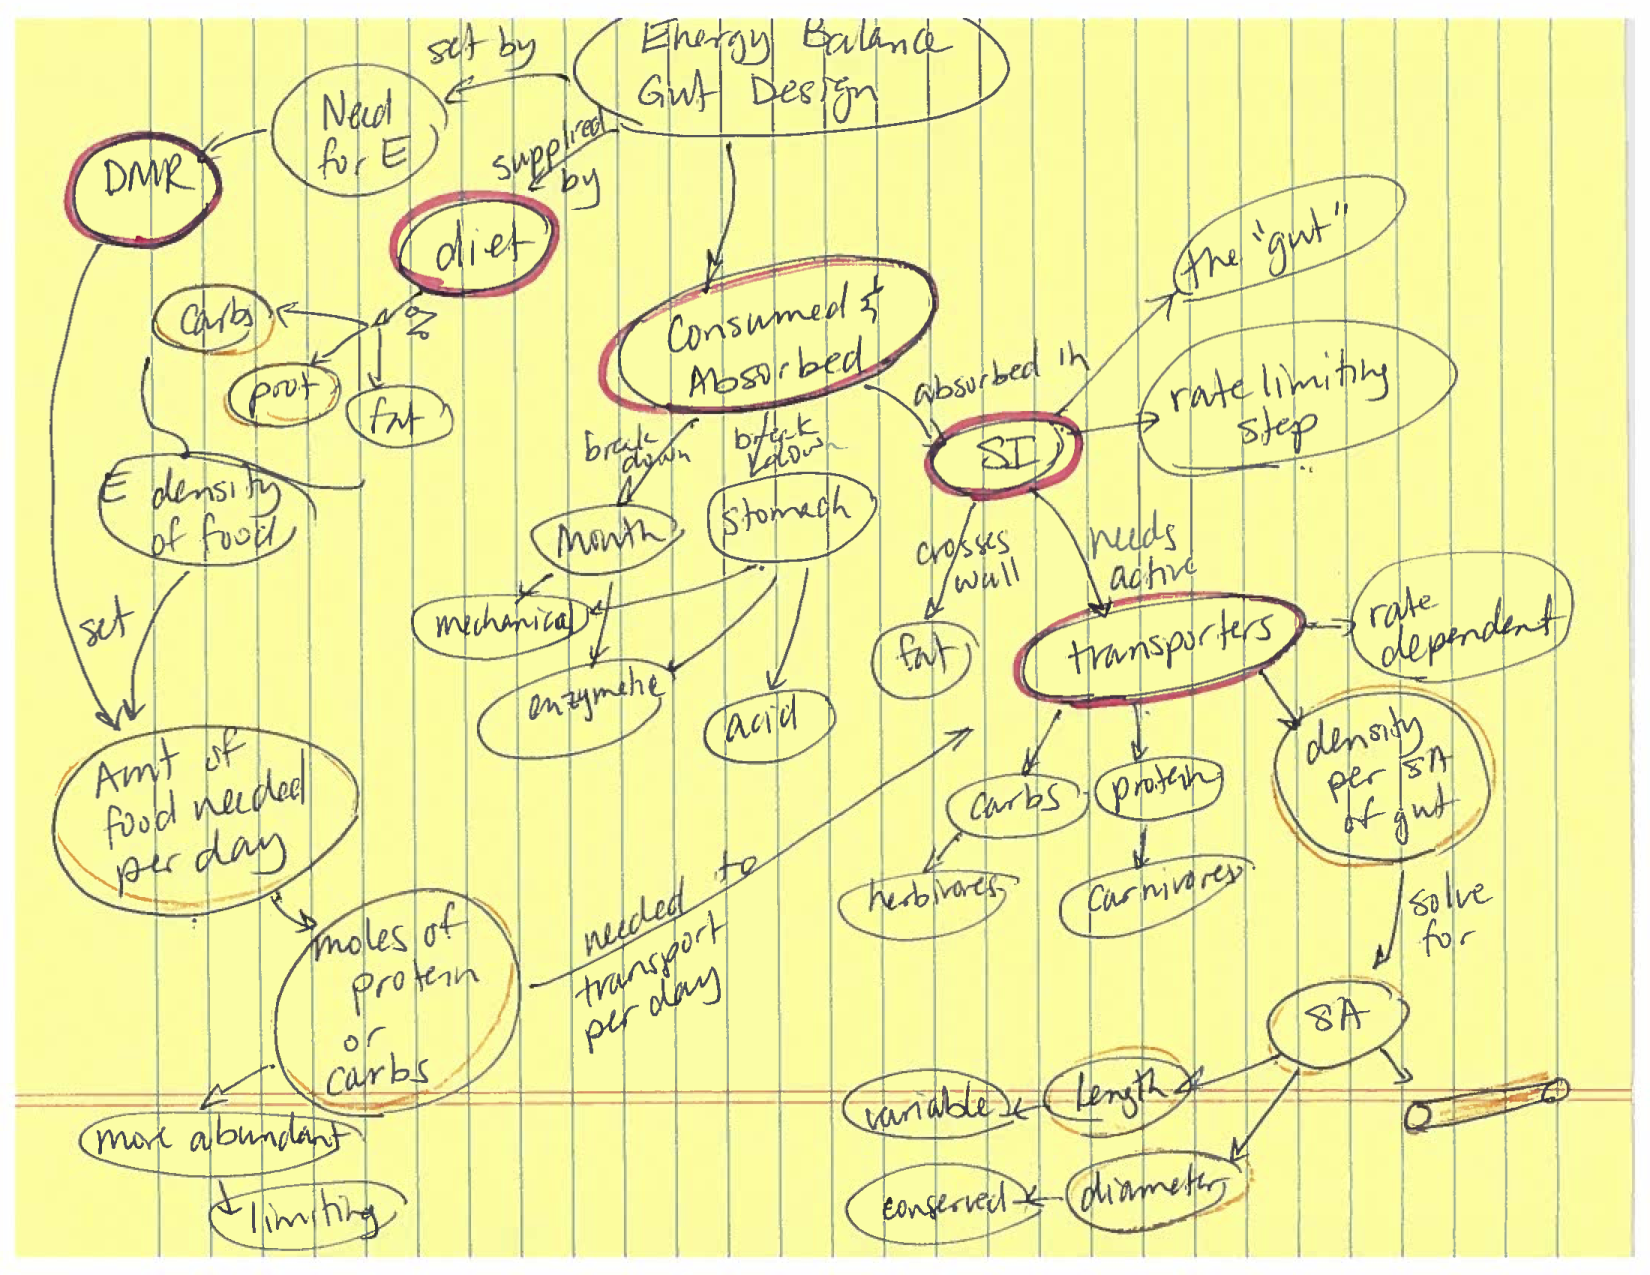 Energy Balance
Gut Design
set by
Need
for E
supplied
by
DMR
diet
%
carbs
prot
fat
E density
of food
set
Consumed &
Absorbed
absorbed in
the "gut"
rate limiting
step
SI
break
down
break
down
Mouth
stomach
mechanical
enzymatic
acid
crosses
wall
needs
active
fat
transporters
rate
dependent
density
per SA
of gut
carbs
protein
herbivores
carnivores
Amt of
food needed
per day
moles of
protein
or
carbs
needed to
transport
per day
more abundant
limiting
solve
for
SA
Length
variable
diameter
conserved